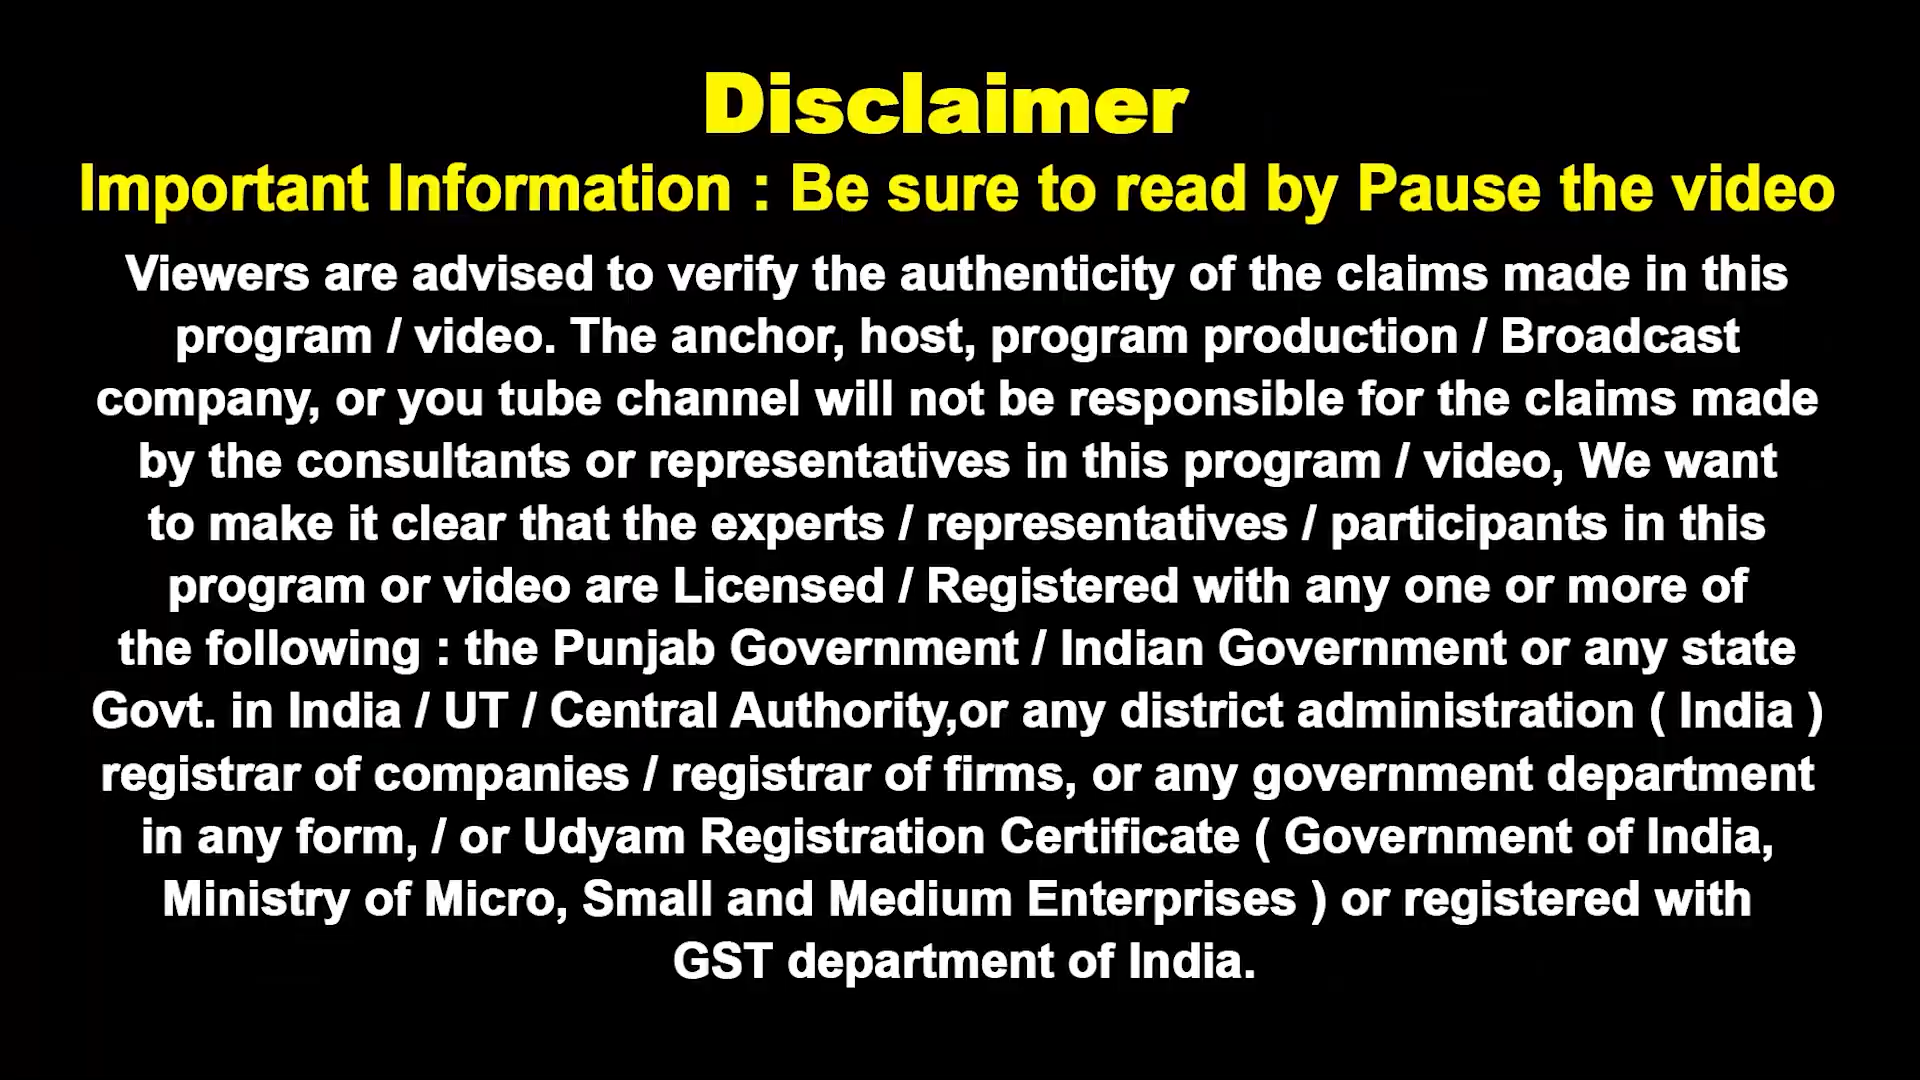 Disclaimer
Important Information : Be sure to read by Pause the video
Viewers are advised to verify the authenticity of the claims made in this
program / video. The anchor, host, program production / Broadcast
company, or you tube channel will not be responsible for the claims made
by the consultants or representatives in this program / video, We want
to make it clear that the experts / representatives / participants in this
program or video are Licensed / Registered with any one or more of
the following : the Punjab Government / Indian Government or any state
Govt. in India / UT / Central Authority,or any district administration ( India )
registrar of companies / registrar of firms, or any government department
in any form, / or Udyam Registration Certificate ( Government of India,
Ministry of Micro, Small and Medium Enterprises ) or registered with
GST department of India.